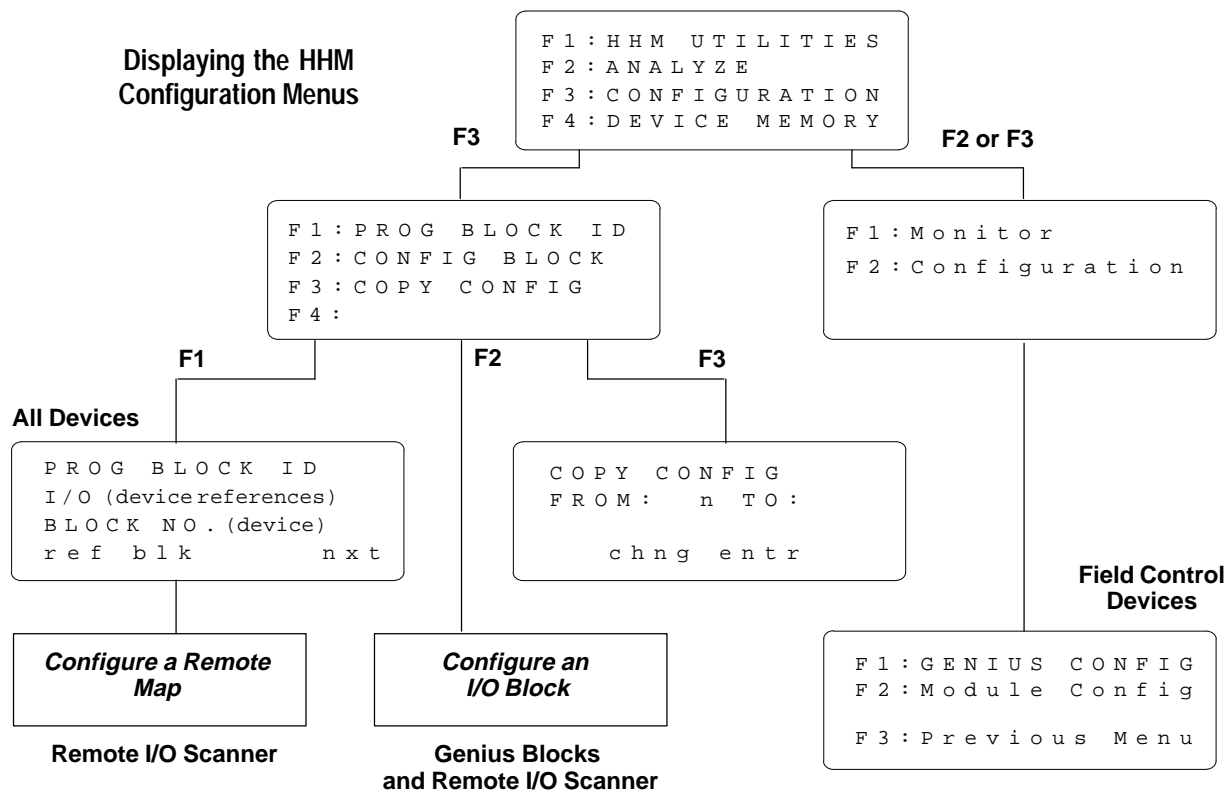 Displaying the HHM
Configuration Menus
F1:HHM UTILITIES
F2:ANALYZE
F3:CONFIGURATION
F4:DEVICE MEMORY
F3
F2 or F3
F1:PROG BLOCK ID
F2:CONFIG BLOCK
F3:COPY CONFIG
F4:
F1:Monitor
F2:Configuration
F1
F2
F3
All Devices
PROG BLOCK ID
I/O (device references)
BLOCK NO. (device)
ref blk nxt
COPY CONFIG
FROM: n TO:
chng entr
Field Control
Devices
Configure a Remote
Map
Configure an
I/O Block
F1:GENIUS CONFIG
F2:Module Config
F3:Previous Menu
Remote I/O Scanner
Genius Blocks
and Remote I/O Scanner